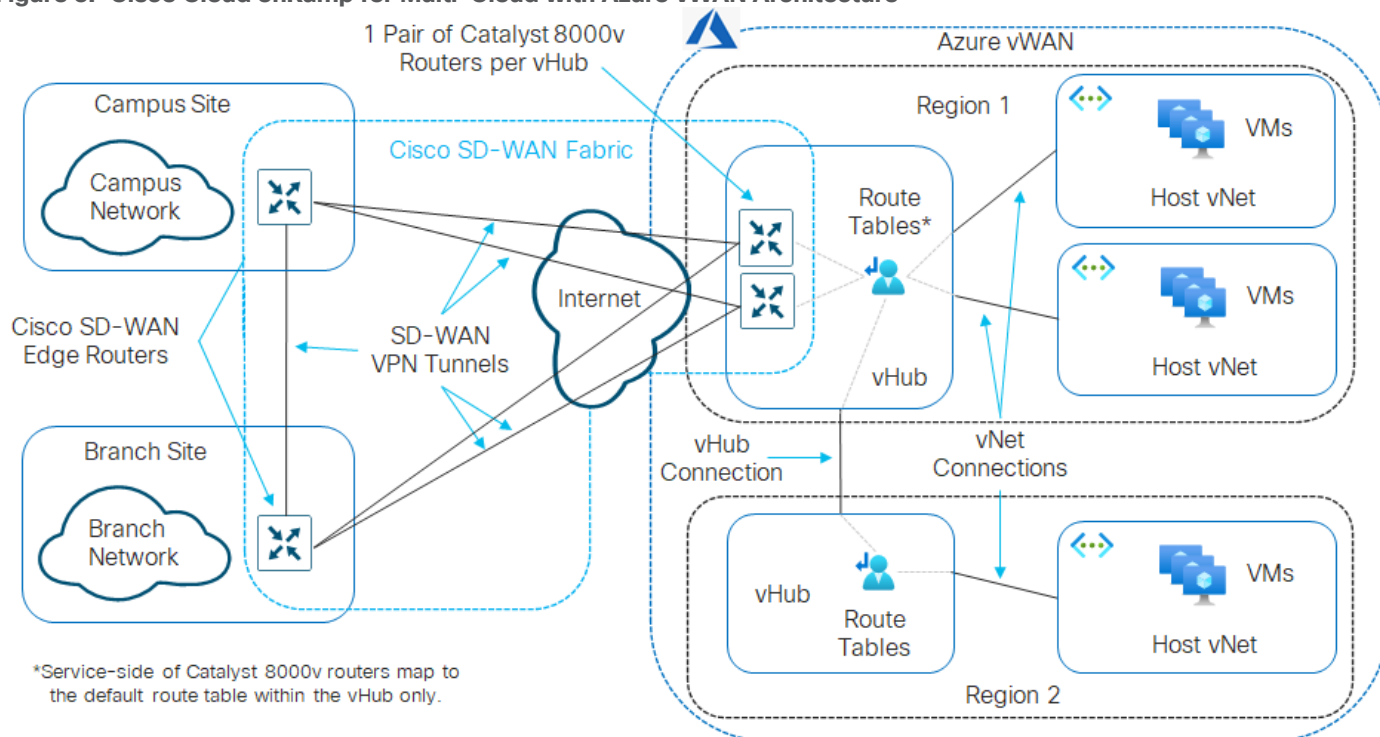 1 Pair of Catalyst 8000v
Routers per vHub
Azure vWAN
Campus Site
Region 1
VMs
Cisco SD-WAN Fabric
Campus
Network
Route
Tables*
Host vNet
Internet
VMs
Cisco SD-WAN
Edge Routers
SD-WAN
VPN Tunnels
Host vNet
vHub
Branch Site
vHub
Connection
vNet
Connections
Branch
Network
VMs
vHub
Route
Tables
Host vNet
*Service-side of Catalyst 8000v routers map to
the default route table within the vHub only.
Region 2